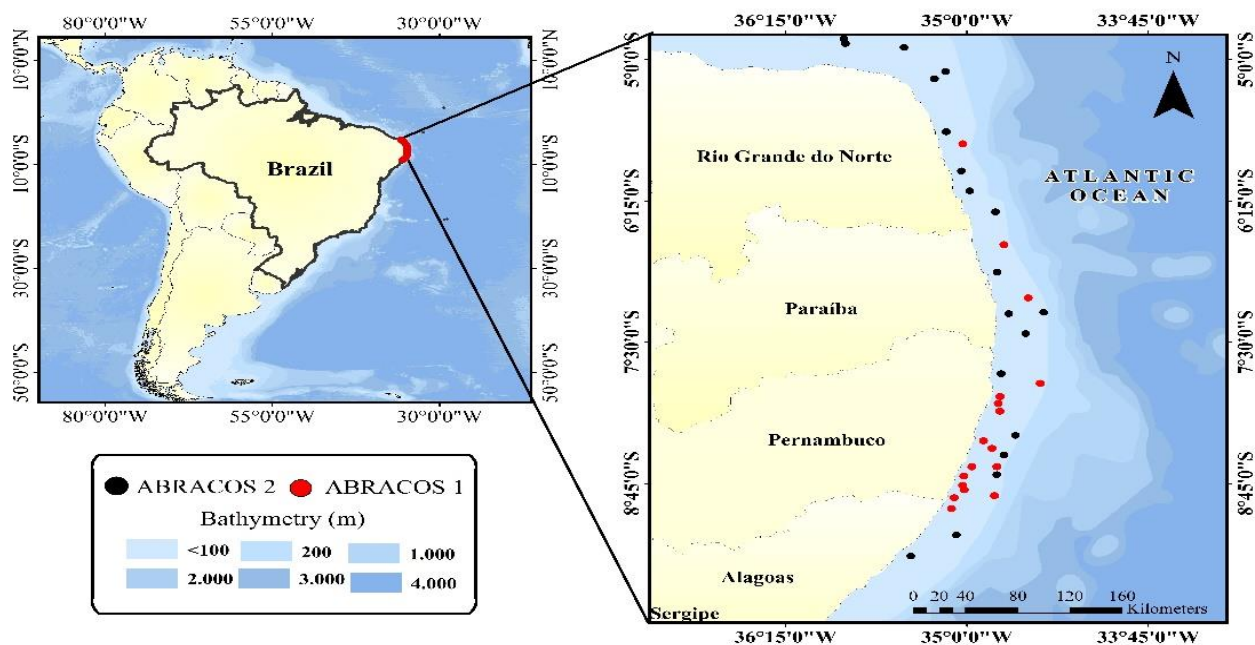 80°0'0"W 55°0'0"W 30°0'0"W
10°0'0"N
10°0'0"S
30°0'0"S
50°0'0"S
10°0'0"N
10°0'0"S
30°0'0"S
50°0'0"S
Brazil
80°0'0"W 55°0'0"W 30°0'0"W
ABRACOS 2 ABRACOS 1
Bathymetry (m)
<100 200 1.000
2.000 3.000 4.000
36°15'0"W 35°0'0"W 33°45'0"W
5°0'0"S
6°15'0"S
7°30'0"S
8°45'0"S
5°0'0"S
6°15'0"S
7°30'0"S
8°45'0"S
N
Rio Grande do Norte
ATLANTIC
OCEAN
Paraíba
Pernambuco
Alagoas
Sergipe
0 20 40 80 120 160
Kilometers
36°15'0"W 35°0'0"W 33°45'0"W